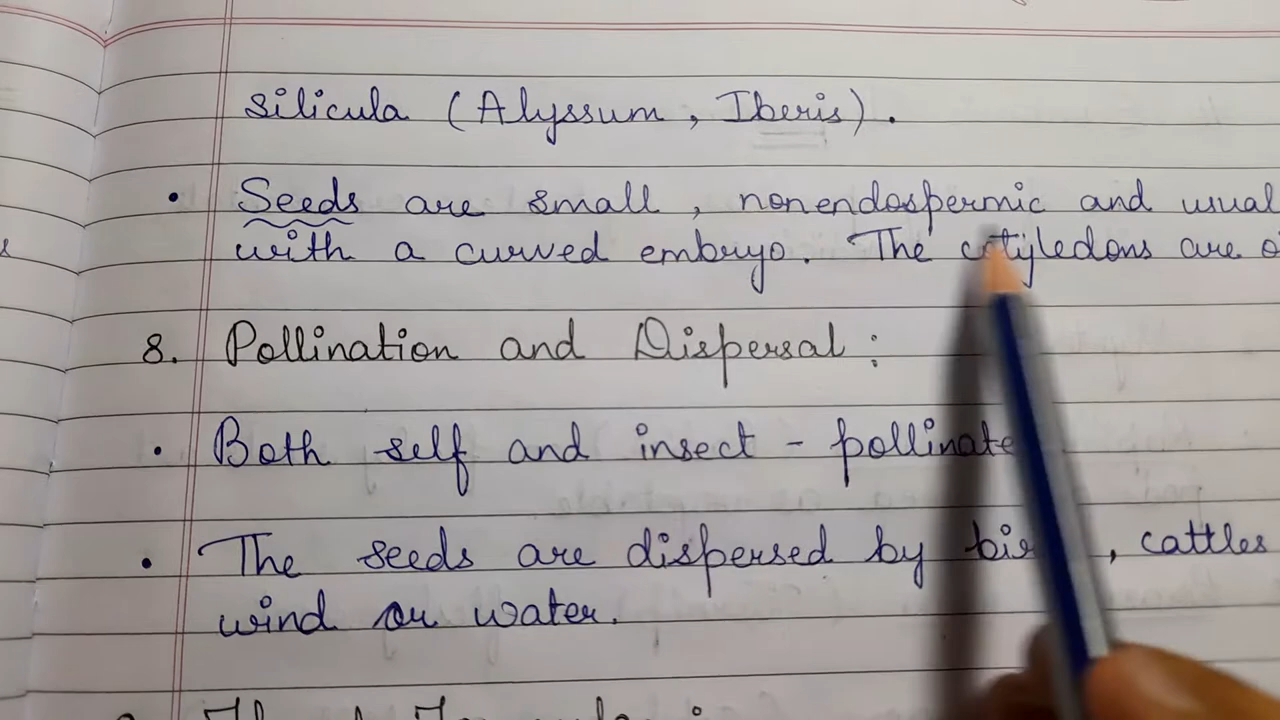 silicula (Alyssum, Iberis).
• Seeds are small, nonendospermic and usual
with a curved embryo. The cotyledons are o
8. Pollination and Dispersal:
• Both self and insect - pollinate
• The seeds are dispersed by , cattles
wind or water.